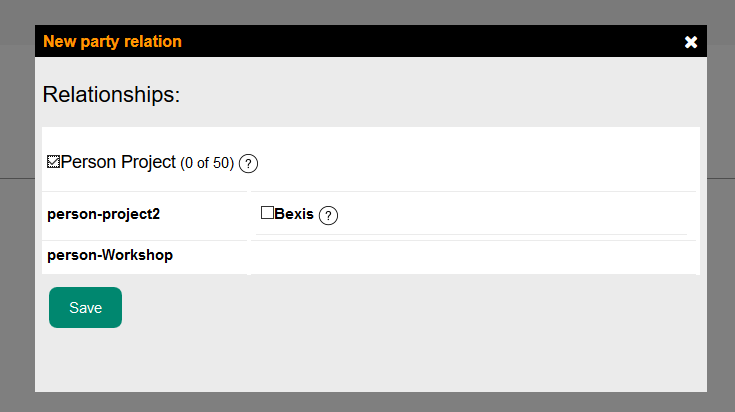 New party relation
Relationships:
Person Project (0 of 50) ?
person-project2 Bexis ?
person-Workshop
Save